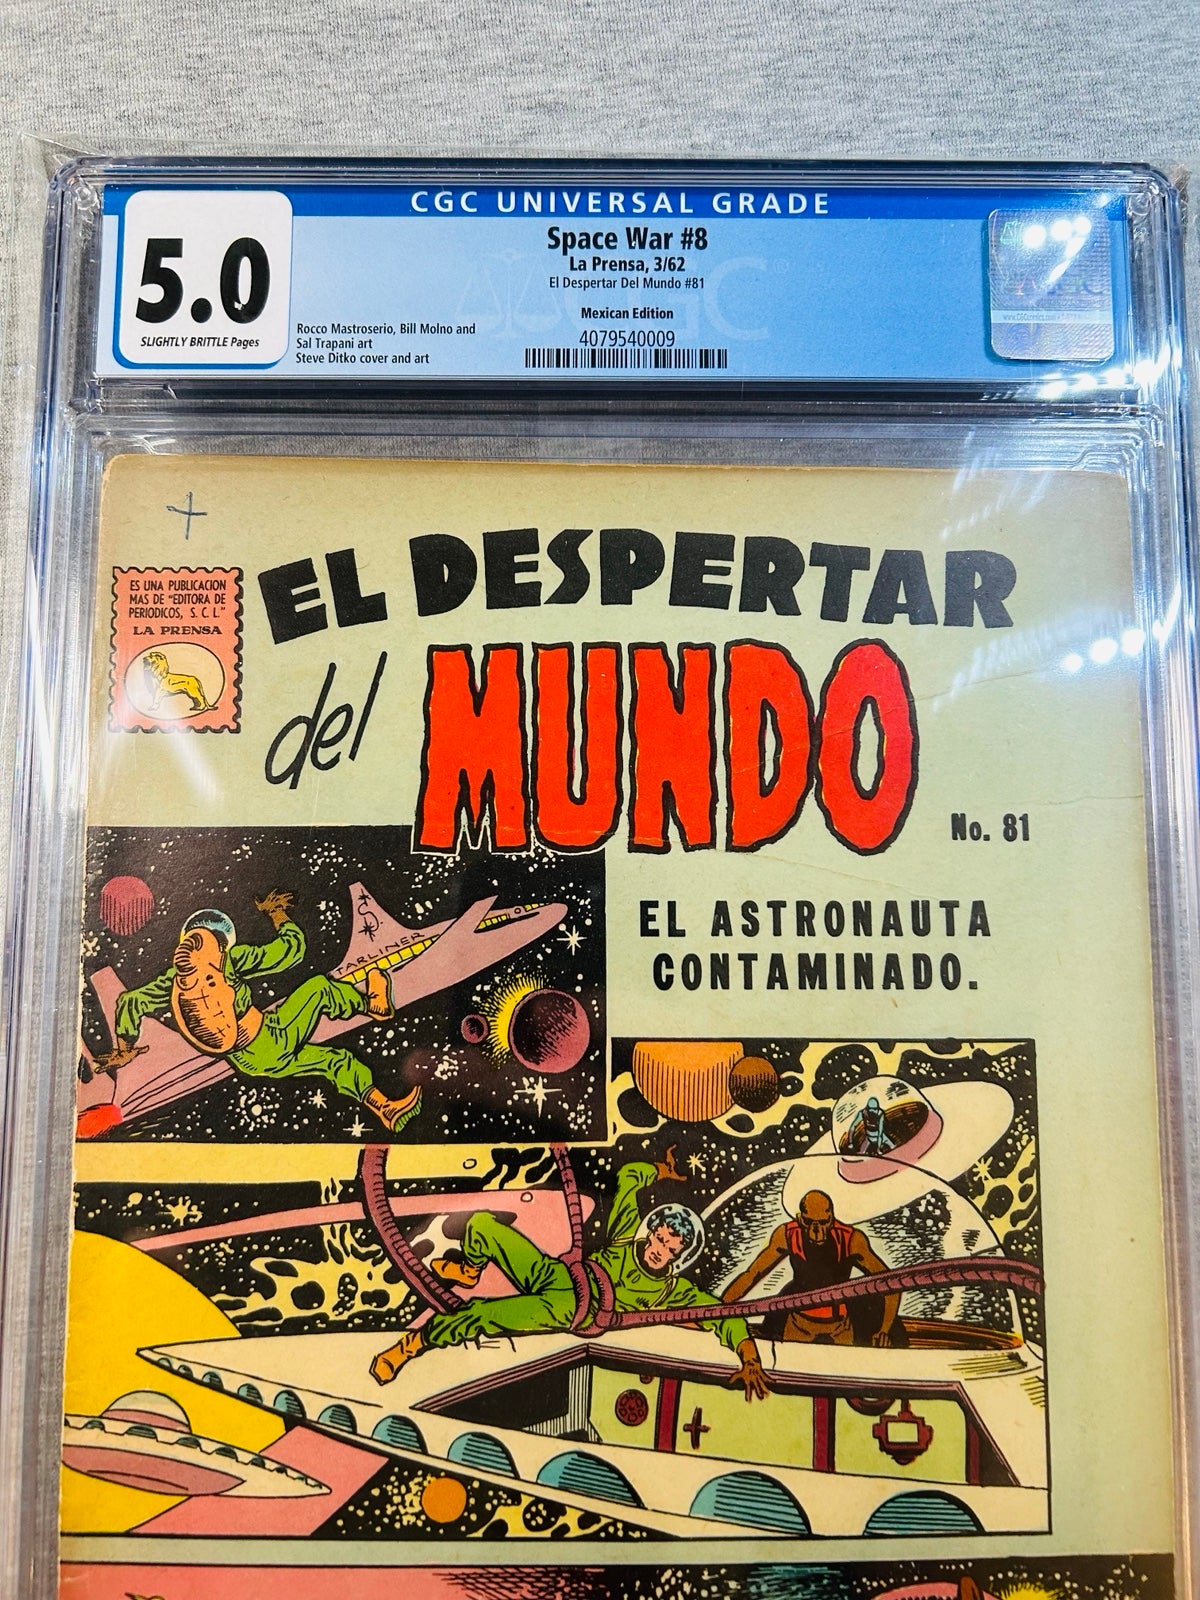 CGC UNIVERSAL GRADE
5.0
SLIGHTLY BRITTLE Pages
Space War #8
La Prensa, 3/62
El Despertar Del Mundo #81
Mexican Edition
4079540009
Rocco Mastroserio, Bill Molno and
Sal Trapani art
Steve Ditko cover and art
ES UNA PUBLICACION
MAS DE "EDITORA DE
PERIODICOS, S. C. L."
LA PRENSA
EL DESPERTAR
del
MUNDO
No. 81
EL ASTRONAUTA
CONTAMINADO.
TARLINER